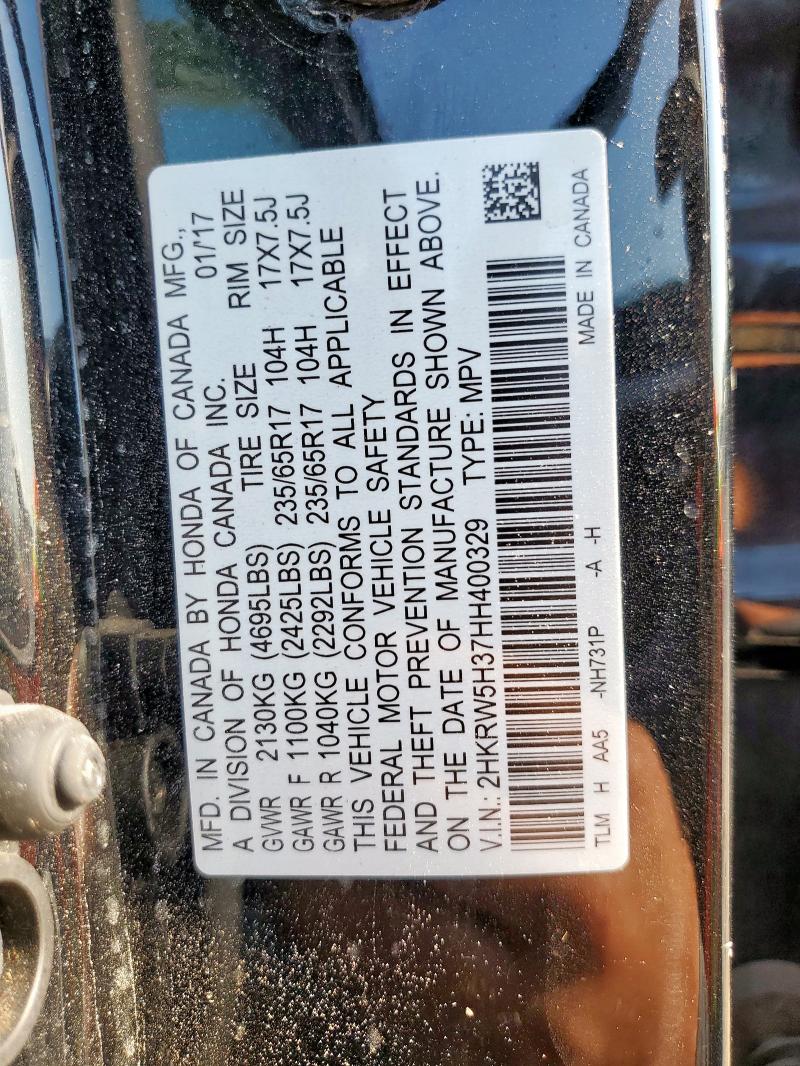 MFD. IN CANADA BY HONDA OF CANADA MFG.,
A DIVISION OF HONDA CANADA INC. 01/'17
GVWR 2130KG (4695LBS) TIRE SIZE RIM SIZE
GAWR F 1100KG (2425LBS) 235/65R17 104H 17X7.5J
GAWR R 1040KG (2292LBS) 235/65R17 104H 17X7.5J
THIS VEHICLE CONFORMS TO ALL APPLICABLE
FEDERAL MOTOR VEHICLE SAFETY
AND THEFT PREVENTION STANDARDS IN EFFECT
ON THE DATE OF MANUFACTURE SHOWN ABOVE.
V.I.N.: 2HKRW5H37HH400329 TYPE: MPV
TLM H AA5 -NH731P -A -H MADE IN CANADA